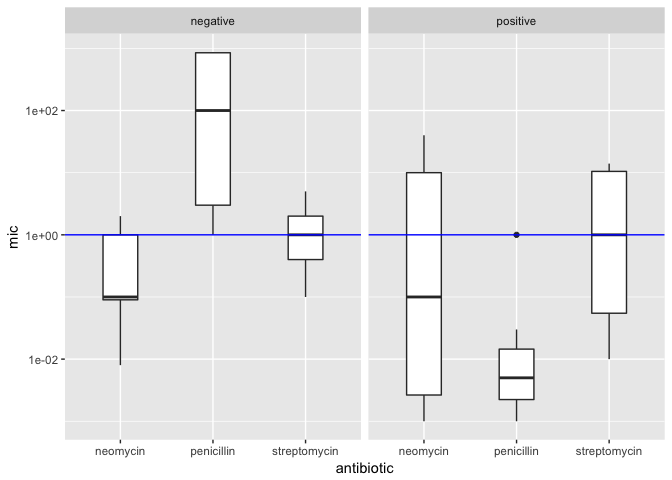 negative
positive
mic
1e+02
1e+00
1e-02
neomycin penicillin streptomycin
neomycin penicillin streptomycin
antibiotic